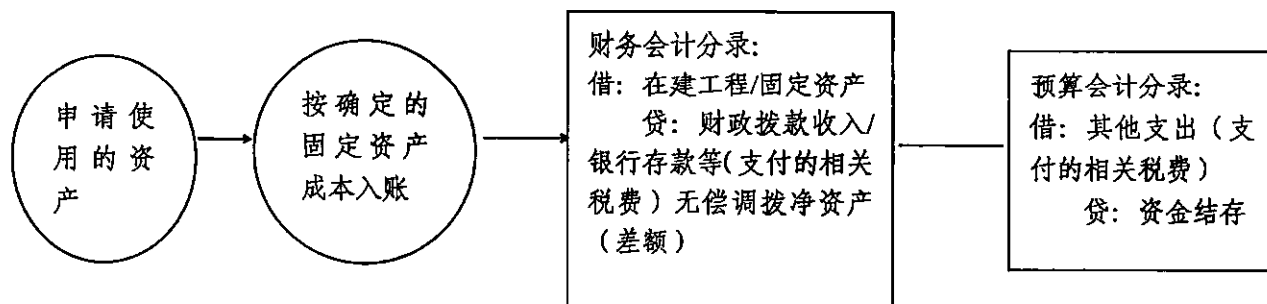 申请使
用的资
产
按确定的
固定资产
成本入账
财务会计分录:
借: 在建工程/固定资产
贷: 财政拨款收入/
银行存款等(支付的相关
税费)无偿调拨净资产
(差额)
预算会计分录:
借: 其他支出(支
付的相关税费)
贷: 资金结存